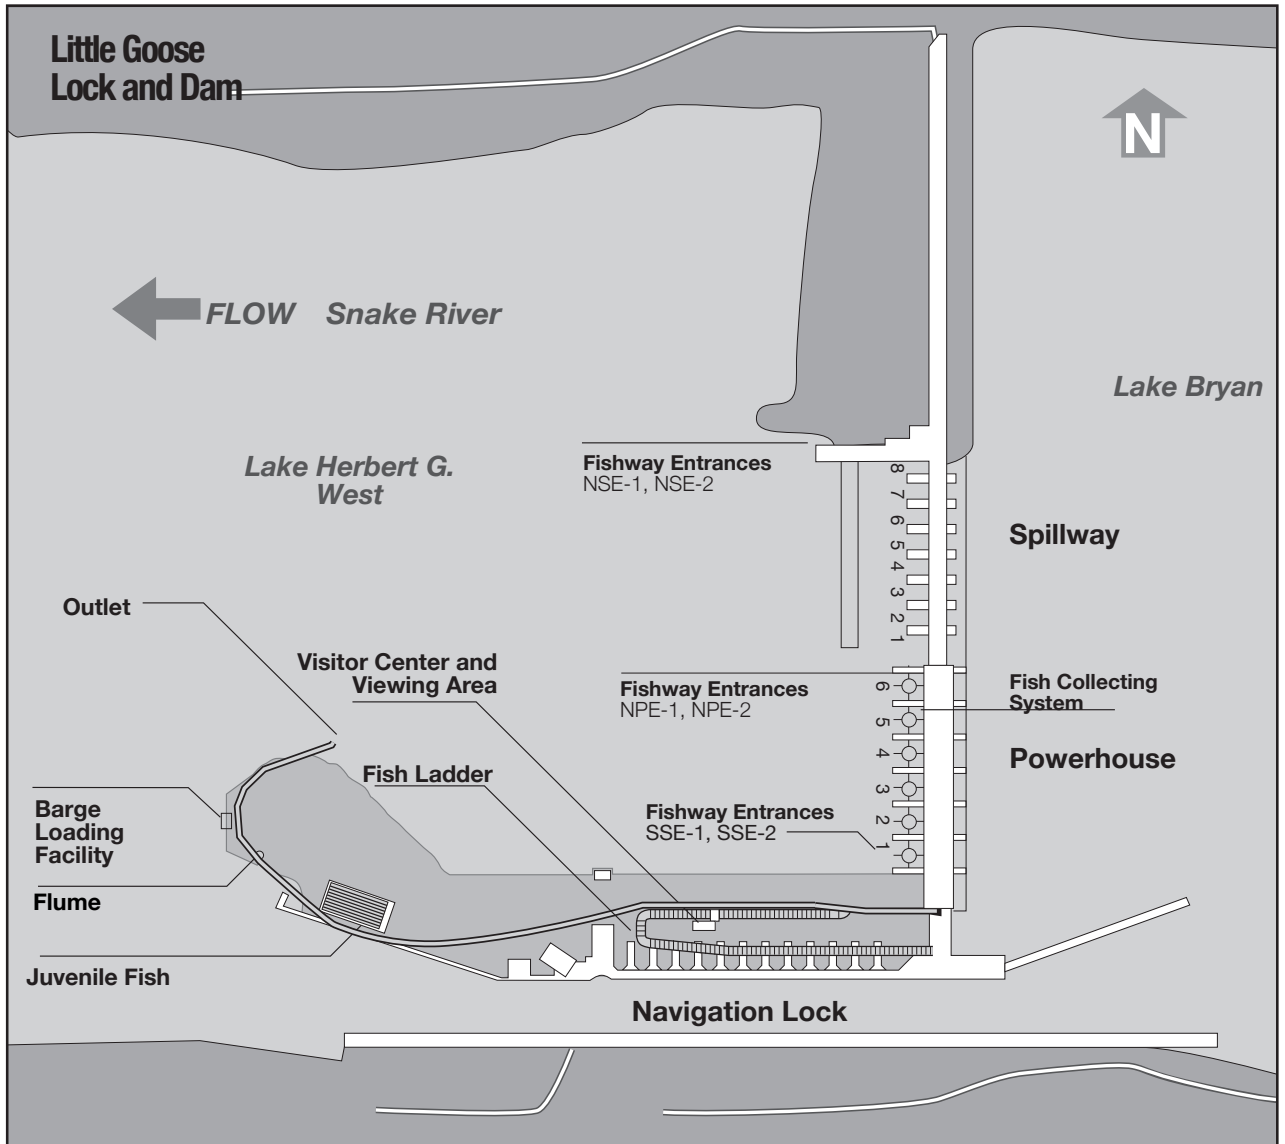 Little Goose
Lock and Dam
N
FLOW Snake River
Lake Bryan
Lake Herbert G.
West
Fishway Entrances
NSE-1, NSE-2
8
7
6
5
4
3
2
1
Spillway
Outlet
Visitor Center and
Viewing Area
Fishway Entrances
NPE-1, NPE-2
6
5
4
3
2
1
Fish Collecting
System
Powerhouse
Fish Ladder
Fishway Entrances
SSE-1, SSE-2
Barge
Loading
Facility
Flume
Juvenile Fish
Navigation Lock